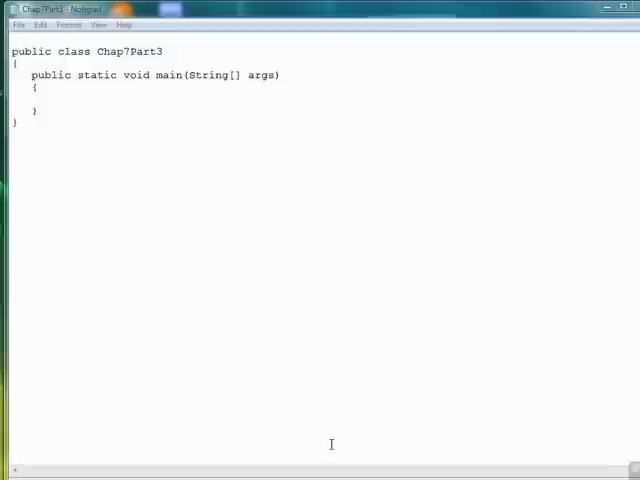 Chap7Part3 - Notepad
File Edit Format View Help
public class Chap7Part3
{
public static void main(String[] args)
{
}
}